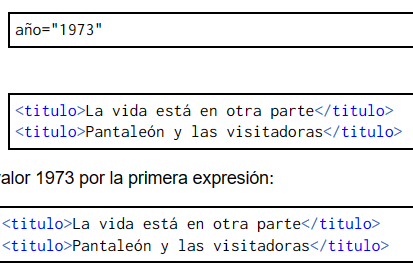 año="1973"
<titulo>La vida está en otra parte</titulo>
<titulo>Pantaleón y las visitadoras</titulo>
alor 1973 por la primera expresión:
<titulo>La vida está en otra parte</titulo>
<titulo>Pantaleón y las visitadoras</titulo>